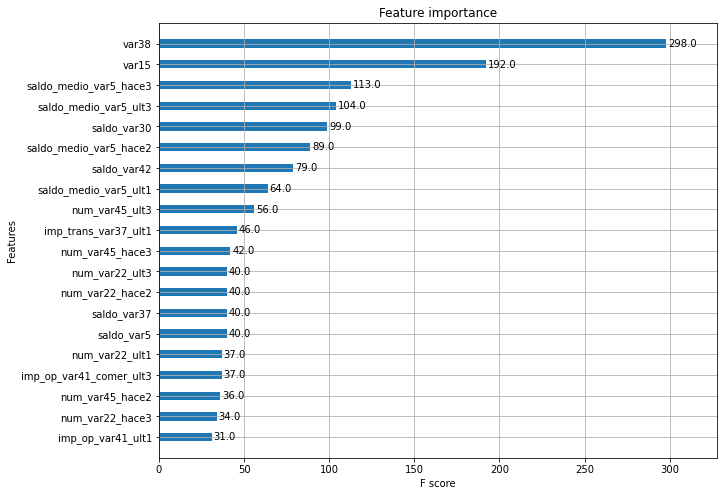 Feature importance
Features
var38 298.0
var15 192.0
saldo_medio_var5_hace3 113.0
saldo_medio_var5_ult3 104.0
saldo_var30 99.0
saldo_medio_var5_hace2 89.0
saldo_var42 79.0
saldo_medio_var5_ult1 64.0
num_var45_ult3 56.0
imp_trans_var37_ult1 46.0
num_var45_hace3 42.0
num_var22_ult3 40.0
num_var22_hace2 40.0
saldo_var37 40.0
saldo_var5 40.0
num_var22_ult1 37.0
imp_op_var41_comer_ult3 37.0
num_var45_hace2 36.0
num_var22_hace3 34.0
imp_op_var41_ult1 31.0
0 50 100 150 200 250 300
F score